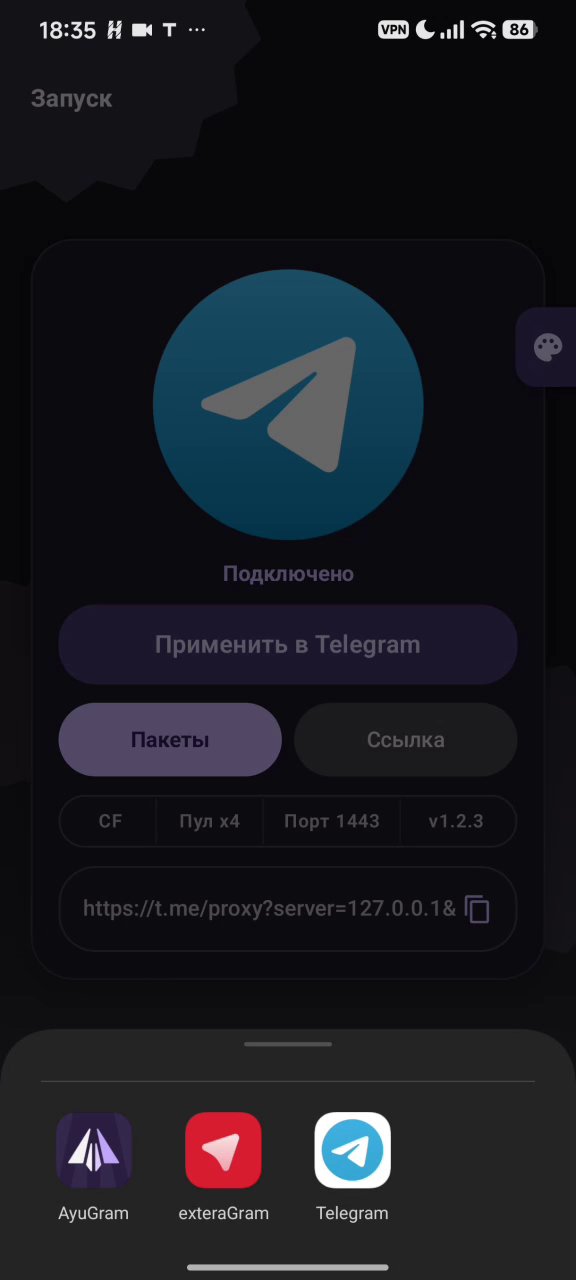 18:35
VPN
86
Запуск
Подключено
Применить в Telegram
Пакеты
Ссылка
CF
Пул x4
Порт 1443
v1.2.3
https://t.me/proxy?server=127.0.0.1&
AyuGram
exteraGram
Telegram